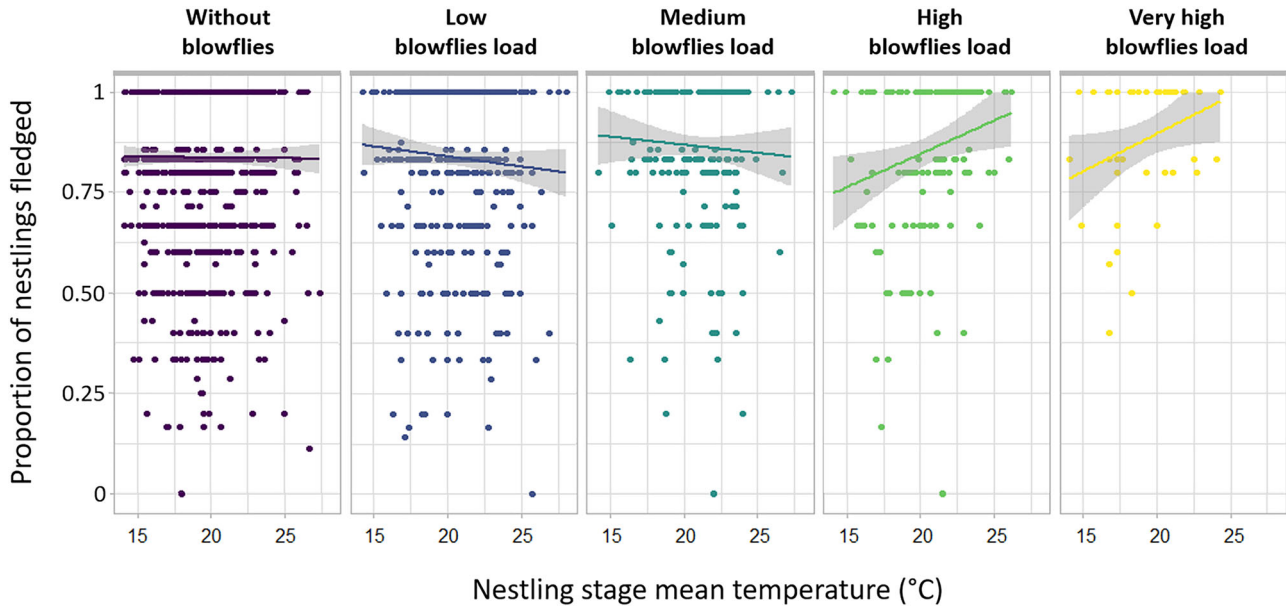 Without
blowflies
Low
blowflies load
Medium
blowflies load
High
blowflies load
Very high
blowflies load
Proportion of nestlings fledged
1
0.75
0.50
0.25
0
15 20 25
15 20 25
15 20 25
15 20 25
15 20 25
Nestling stage mean temperature (°C)